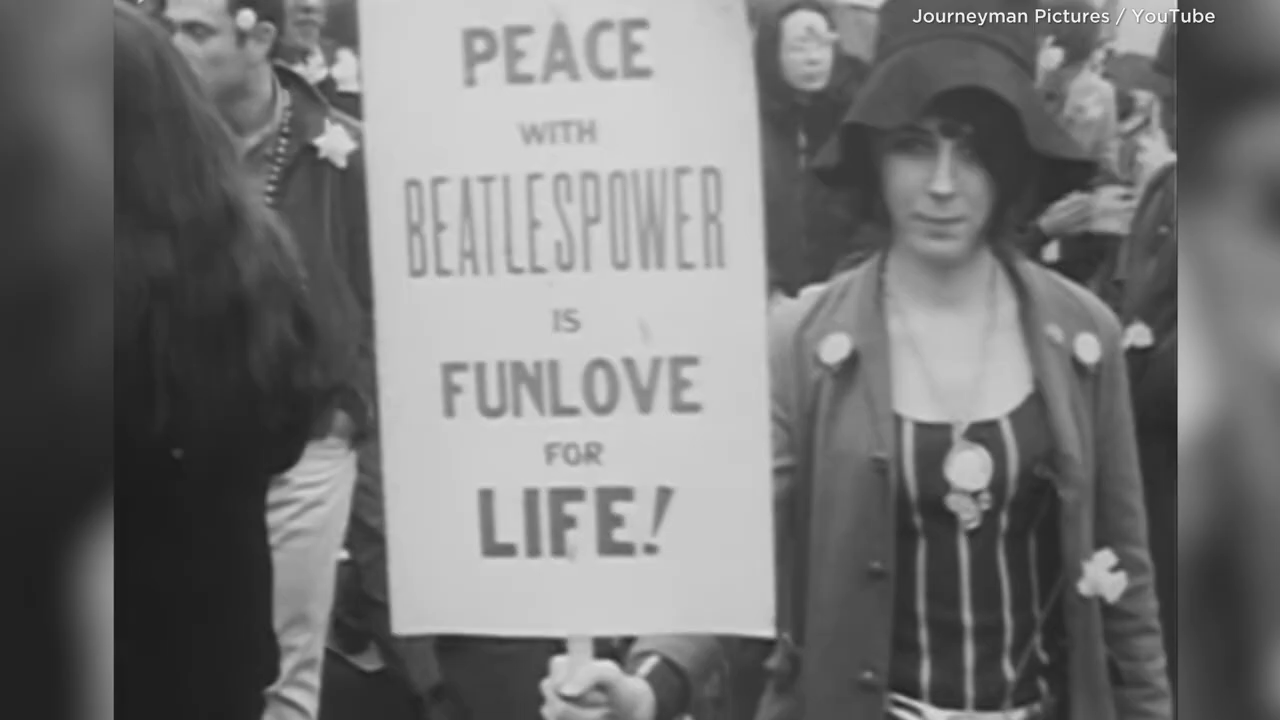 Journeyman Pictures / YouTube
PEACE
WITH
BEATLESPOWER
IS
FUNLOVE
FOR
LIFE!